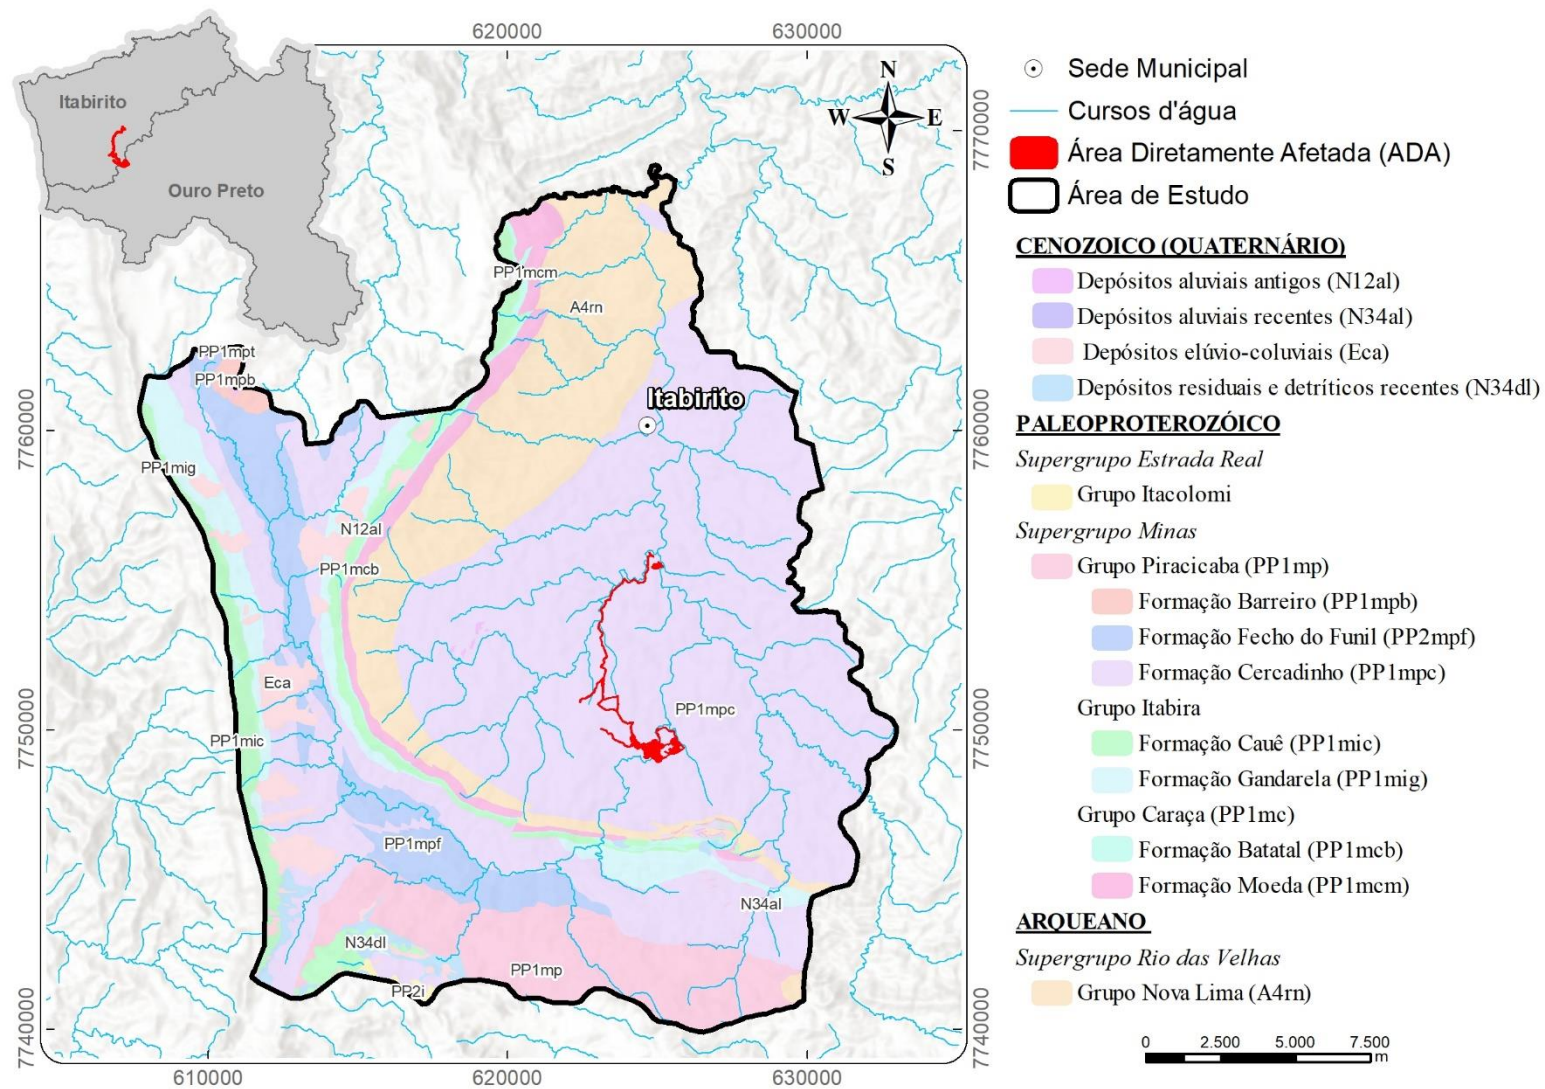 620000
630000
Itabirito
Ouro Preto
N
W
E
S
7770000
7760000
7750000
7740000
7760000
7750000
7740000
610000
620000
630000
PP1mcm
A4rn
PP1mpt
PP1mpb
Itabirito
PP1mig
N12al
PP1mcb
Eca
PP1mpc
PP1mic
PP1mpf
N34al
N34dl
PP1mp
PP2i
Sede Municipal
Cursos d'água
Área Diretamente Afetada (ADA)
Área de Estudo
CENOZOICO (QUATERNÁRIO)
Depósitos aluviais antigos (N12al)
Depósitos aluviais recentes (N34al)
Depósitos elúvio-coluviais (Eca)
Depósitos residuais e detríticos recentes (N34dl)
PALEOPROTEROZÓICO
Supergrupo Estrada Real
Grupo Itacolomi
Supergrupo Minas
Grupo Piracicaba (PP1mp)
Formação Barreiro (PP1mpb)
Formação Fecho do Funil (PP2mpf)
Formação Cercadinho (PP1mpc)
Grupo Itabira
Formação Cauê (PP1mic)
Formação Gandarela (PP1mig)
Grupo Caraça (PP1mc)
Formação Batatal (PP1mcb)
Formação Moeda (PP1mcm)
ARQUEANO
Supergrupo Rio das Velhas
Grupo Nova Lima (A4rn)
0 2.500 5.000 7.500
m